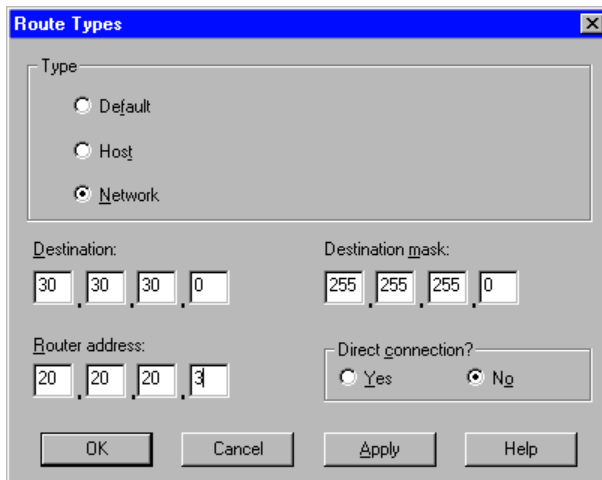 Route Types
Type
Default
Host
Network
Destination:
Destination mask:
30 . 30 . 30 . 0
255 . 255 . 255 . 0
Router address:
Direct connection?
20 . 20 . 20 . 3
Yes
No
OK
Cancel
Apply
Help